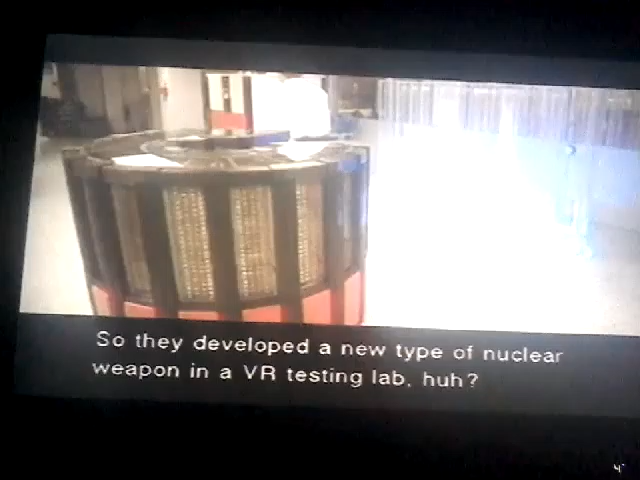 So they developed a new type of nuclear
weapon in a VR testing lab, huh?